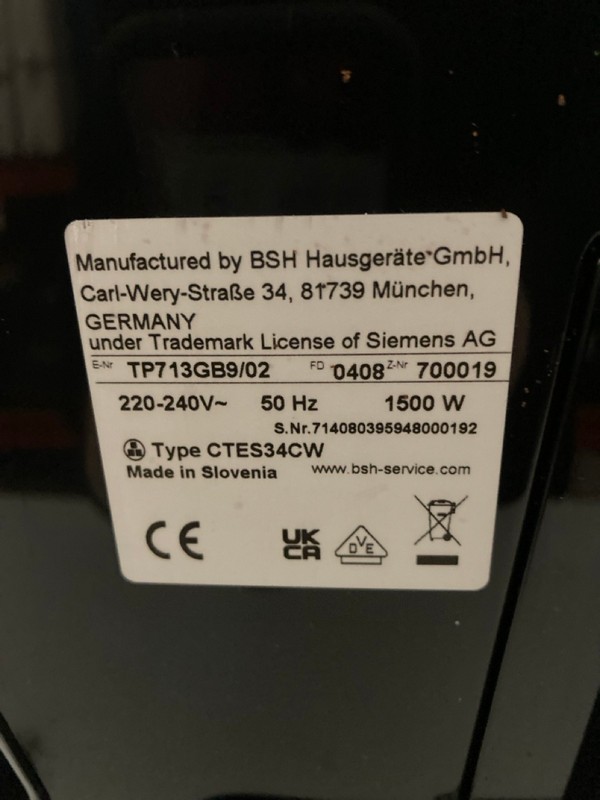 Manufactured by BSH Hausgeräte GmbH,
Carl-Wery-Straße 34, 81739 München,
GERMANY
under Trademark License of Siemens AG
E-Nr TP713GB9/02 FD 0408 Z-Nr 700019
220-240V~ 50 Hz 1500 W
S.Nr.714080395948000192
Type CTES34CW
Made in Slovenia www.bsh-service.com
CE UK CA DVE